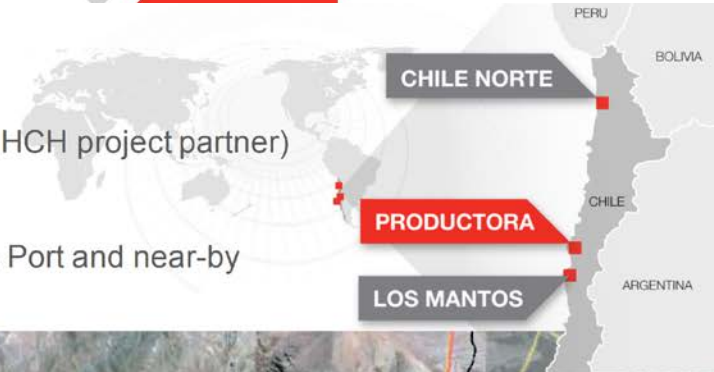 PERU
BOLIVIA
CHILE NORTE
HCH project partner)
CHILE
PRODUCTORA
Port and near-by
ARGENTINA
LOS MANTOS